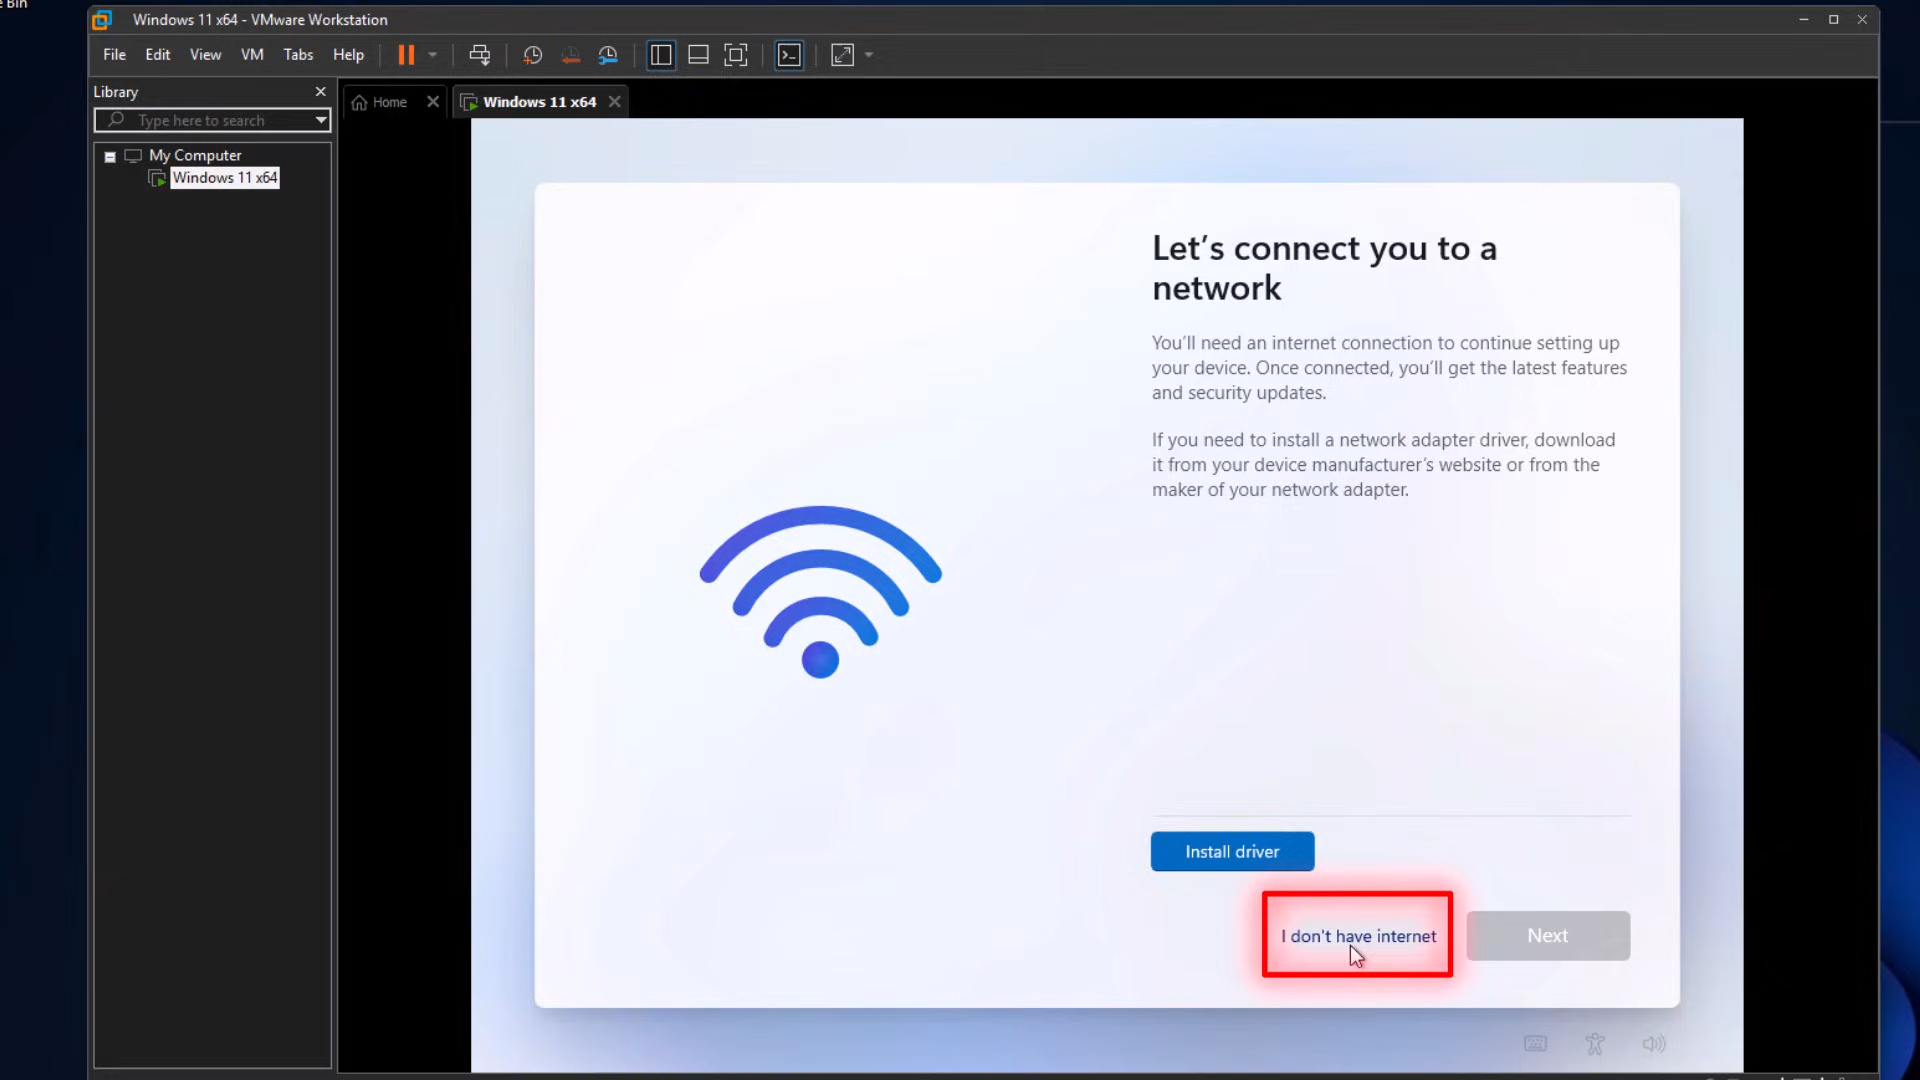 e Bin
Windows 11 x64 - VMware Workstation
File Edit View VM Tabs Help
Library
Type here to search
My Computer
Windows 11 x64
Home
Windows 11 x64
Let's connect you to a
network
You'll need an internet connection to continue setting up
your device. Once connected, you'll get the latest features
and security updates.
If you need to install a network adapter driver, download
it from your device manufacturer's website or from the
maker of your network adapter.
Install driver
I don't have internet
Next